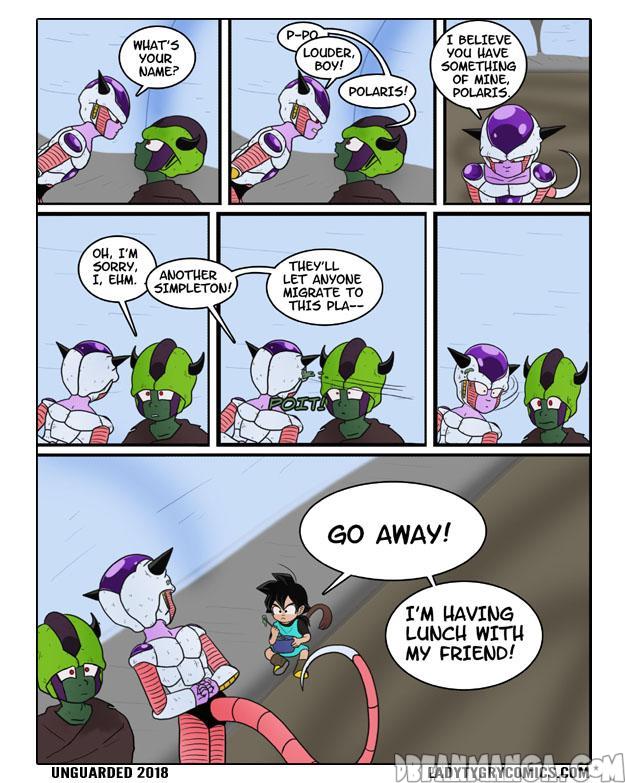 WHAT'S
YOUR
NAME?
P-PO
LOUDER,
BOY!
POLARIS!
I BELIEVE
YOU HAVE
SOMETHING
OF MINE,
POLARIS.
OH, I'M
SORRY,
I, EHM.
ANOTHER
SIMPLETON!
THEY'LL
LET ANYONE
MIGRATE TO
THIS PLA--
POIT!
GO AWAY!
I'M HAVING
LUNCH WITH
MY FRIEND!
UNGUARDED 2018
LADYTYGRYCOMICS.COM
DBFANMANGA.COM